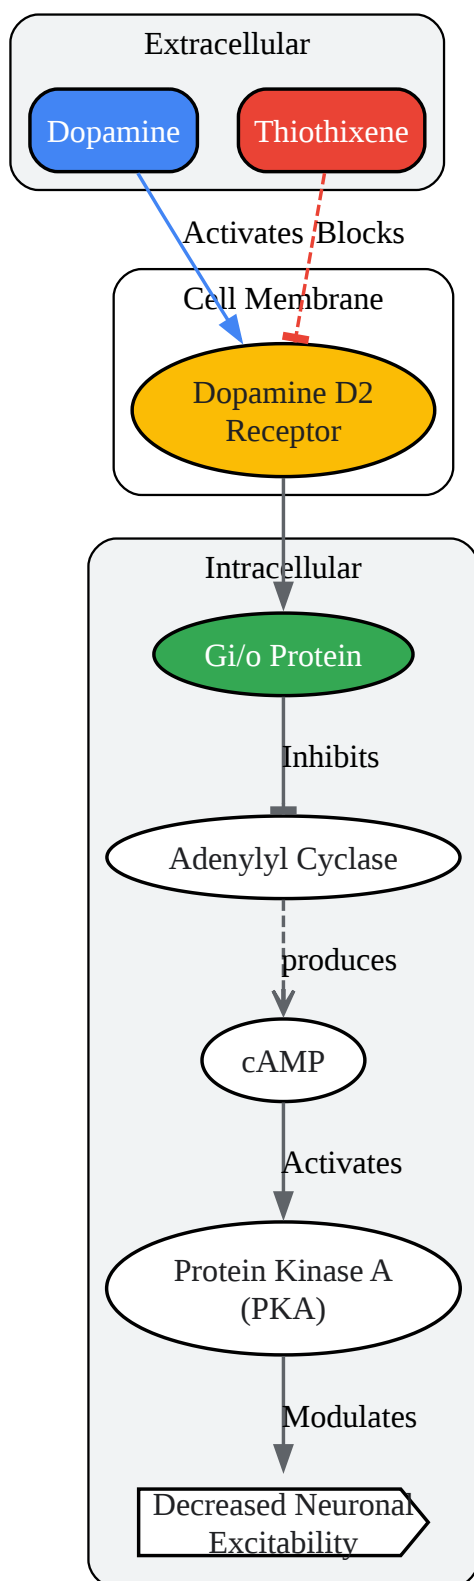 Extracellular
Dopamine
Thiothixene
Activates
Blocks
Cell Membrane
Dopamine D2
Receptor
Intracellular
Gi/o Protein
Inhibits
Adenylyl Cyclase
produces
cAMP
Activates
Protein Kinase A
(PKA)
Modulates
Decreased Neuronal
Excitability